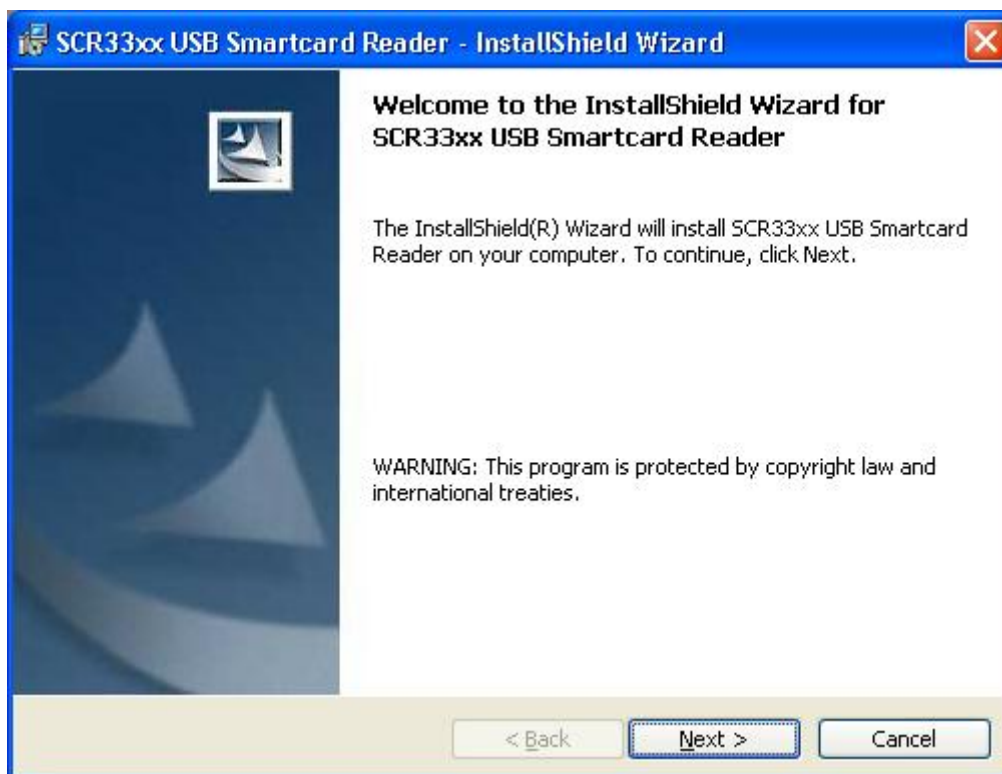 SCR33xx USB Smartcard Reader - InstallShield Wizard
Welcome to the InstallShield Wizard for
SCR33xx USB Smartcard Reader
The InstallShield(R) Wizard will install SCR33xx USB Smartcard
Reader on your computer. To continue, click Next.
WARNING: This program is protected by copyright law and
international treaties.
< Back
Next >
Cancel